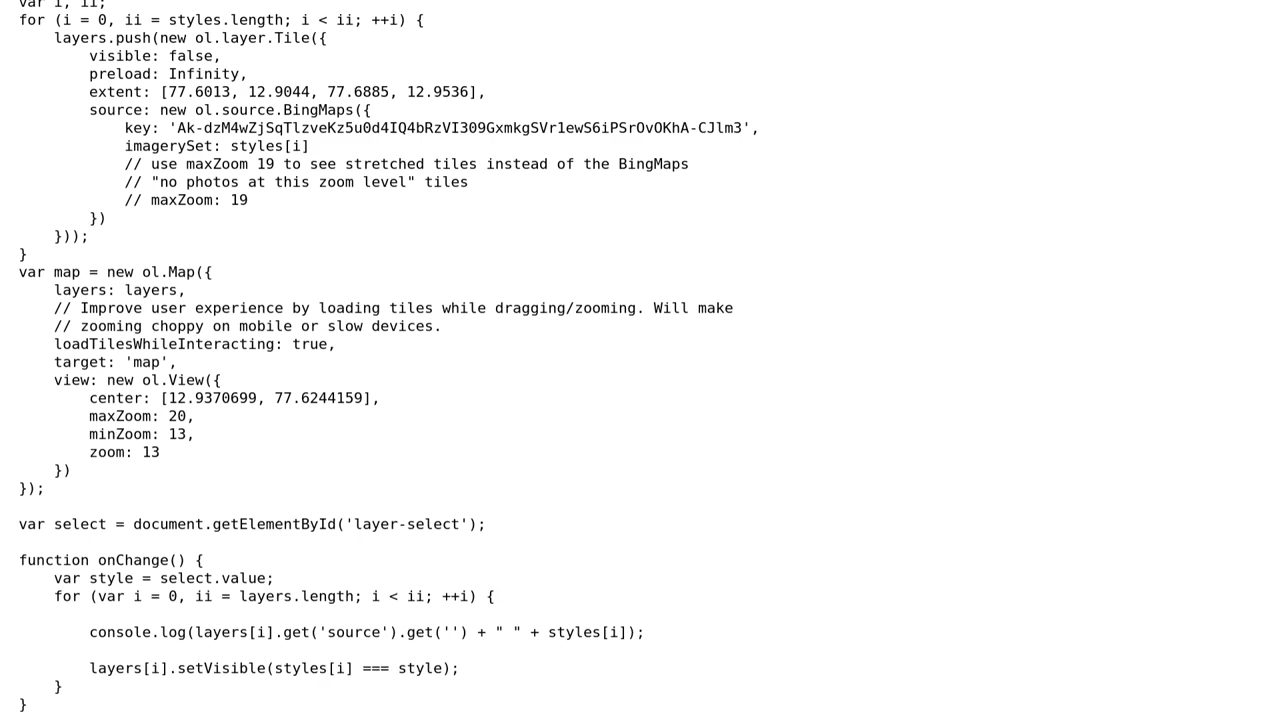 var i, ii;
for (i = 0, ii = styles.length; i < ii; ++i) {
    layers.push(new ol.layer.Tile({
        visible: false,
        preload: Infinity,
        extent: [77.6013, 12.9044, 77.6885, 12.9536],
        source: new ol.source.BingMaps({
            key: 'Ak-dzM4wZjSqTlzveKz5u0d4IQ4bRzVI309GxmkgSVr1ewS6iPSrOvOKhA-CJlm3',
            imagerySet: styles[i]
            // use maxZoom 19 to see stretched tiles instead of the BingMaps
            // "no photos at this zoom level" tiles
            // maxZoom: 19
        })
    }));
}
var map = new ol.Map({
    layers: layers,
    // Improve user experience by loading tiles while dragging/zooming. Will make
    // zooming choppy on mobile or slow devices.
    loadTilesWhileInteracting: true,
    target: 'map',
    view: new ol.View({
        center: [12.9370699, 77.6244159],
        maxZoom: 20,
        minZoom: 13,
        zoom: 13
    })
});

var select = document.getElementById('layer-select');

function onChange() {
    var style = select.value;
    for (var i = 0, ii = layers.length; i < ii; ++i) {

        console.log(layers[i].get('source').get('') + " " + styles[i]);

        layers[i].setVisible(styles[i] === style);
    }
}